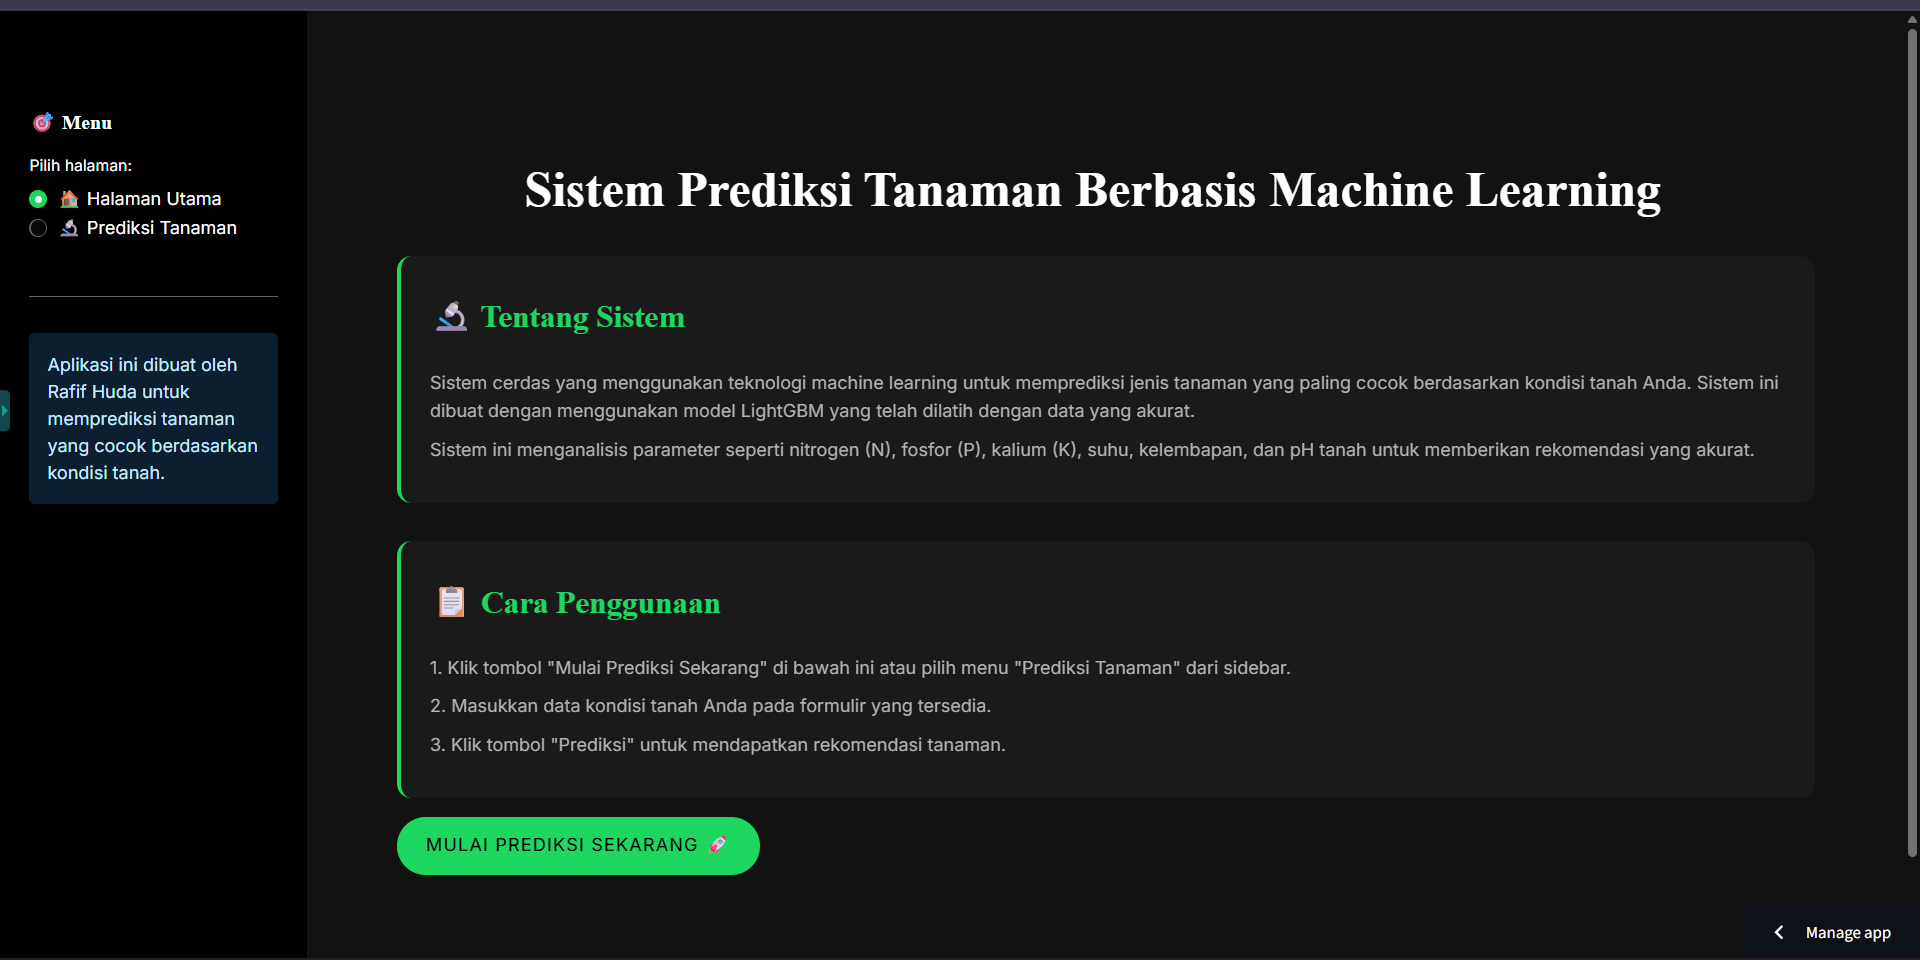 Menu
Pilih halaman:
Halaman Utama
Prediksi Tanaman
Aplikasi ini dibuat oleh
Rafif Huda untuk
memprediksi tanaman
yang cocok berdasarkan
kondisi tanah.
Sistem Prediksi Tanaman Berbasis Machine Learning
Tentang Sistem
Sistem cerdas yang menggunakan teknologi machine learning untuk memprediksi jenis tanaman yang paling cocok berdasarkan kondisi tanah Anda. Sistem ini
dibuat dengan menggunakan model LightGBM yang telah dilatih dengan data yang akurat.
Sistem ini menganalisis parameter seperti nitrogen (N), fosfor (P), kalium (K), suhu, kelembapan, dan pH tanah untuk memberikan rekomendasi yang akurat.
Cara Penggunaan
1. Klik tombol "Mulai Prediksi Sekarang" di bawah ini atau pilih menu "Prediksi Tanaman" dari sidebar.
2. Masukkan data kondisi tanah Anda pada formulir yang tersedia.
3. Klik tombol "Prediksi" untuk mendapatkan rekomendasi tanaman.
MULAI PREDIKSI SEKARANG
Manage app